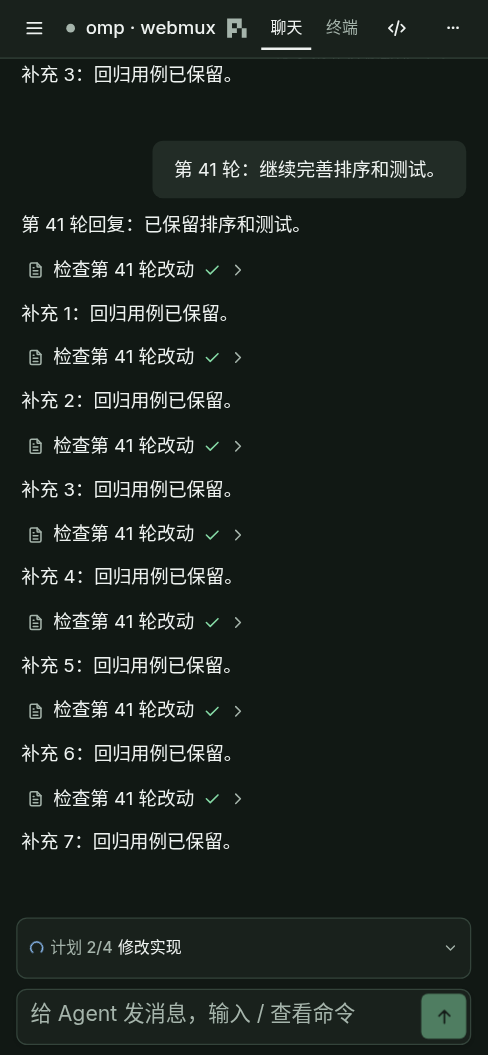 omp · webmux 聊天 终端
补充 3：回归用例已保留。
第 41 轮：继续完善排序和测试。
第 41 轮回复：已保留排序和测试。
检查第 41 轮改动
补充 1：回归用例已保留。
检查第 41 轮改动
补充 2：回归用例已保留。
检查第 41 轮改动
补充 3：回归用例已保留。
检查第 41 轮改动
补充 4：回归用例已保留。
检查第 41 轮改动
补充 5：回归用例已保留。
检查第 41 轮改动
补充 6：回归用例已保留。
检查第 41 轮改动
补充 7：回归用例已保留。
计划 2/4 修改实现
给 Agent 发消息，输入 / 查看命令